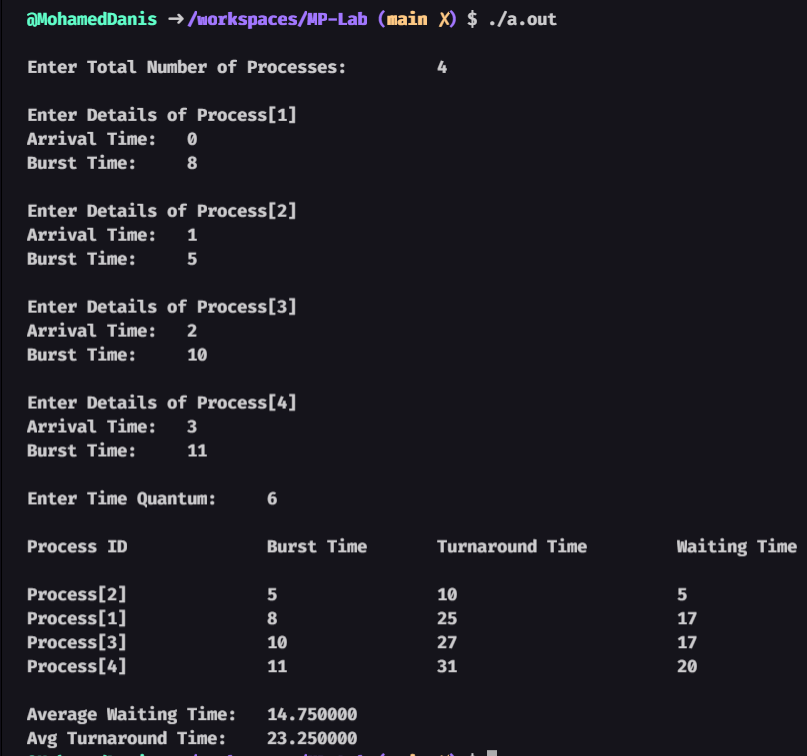 @MohamedDanis → /workspaces/MP-Lab (main ✗) $ ./a.out
Enter Total Number of Processes: 4
Enter Details of Process[1]
Arrival Time: 0
Burst Time: 8
Enter Details of Process[2]
Arrival Time: 1
Burst Time: 5
Enter Details of Process[3]
Arrival Time: 2
Burst Time: 10
Enter Details of Process[4]
Arrival Time: 3
Burst Time: 11
Enter Time Quantum: 6
Process ID Burst Time Turnaround Time Waiting Time
Process[2] 5 10 5
Process[1] 8 25 17
Process[3] 10 27 17
Process[4] 11 31 20
Average Waiting Time: 14.750000
Avg Turnaround Time: 23.250000